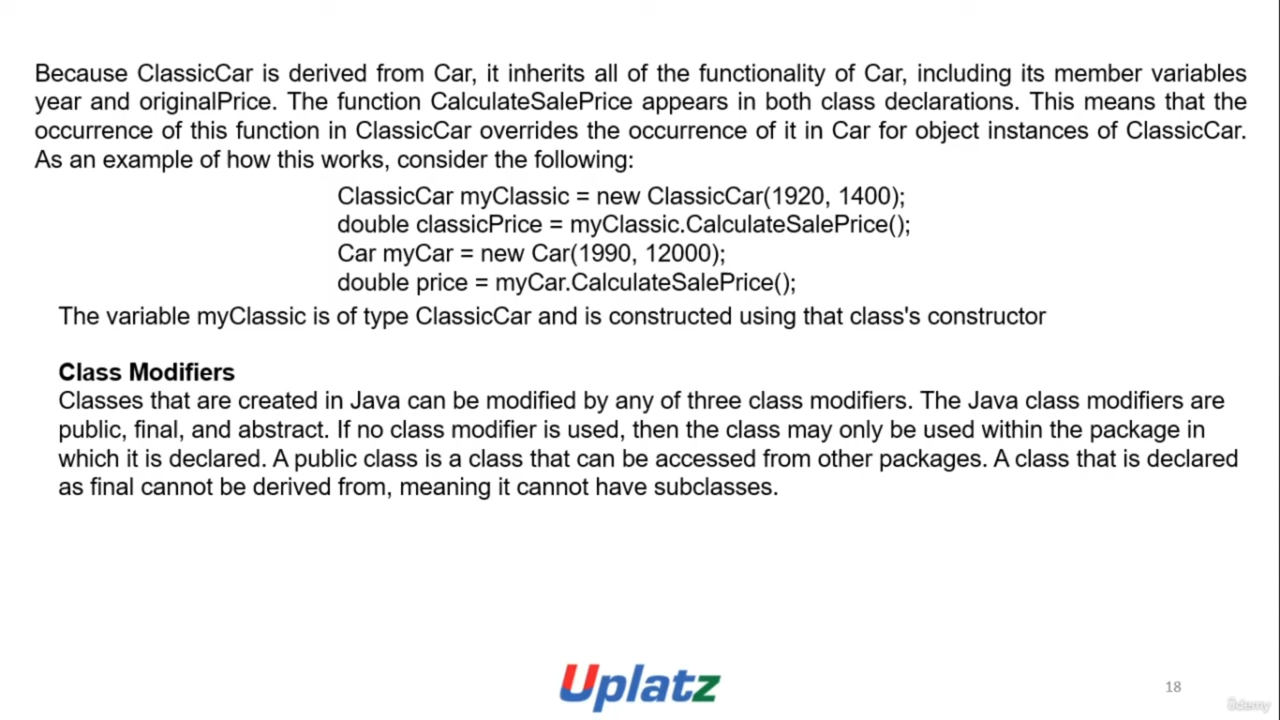 Because ClassicCar is derived from Car, it inherits all of the functionality of Car, including its member variables
year and originalPrice. The function CalculateSalePrice appears in both class declarations. This means that the
occurrence of this function in ClassicCar overrides the occurrence of it in Car for object instances of ClassicCar.
As an example of how this works, consider the following:
ClassicCar myClassic = new ClassicCar(1920, 1400);
double classicPrice = myClassic.CalculateSalePrice();
Car myCar = new Car(1990, 12000);
double price = myCar.CalculateSalePrice();
The variable myClassic is of type ClassicCar and is constructed using that class's constructor
Class Modifiers
Classes that are created in Java can be modified by any of three class modifiers. The Java class modifiers are
public, final, and abstract. If no class modifier is used, then the class may only be used within the package in
which it is declared. A public class is a class that can be accessed from other packages. A class that is declared
as final cannot be derived from, meaning it cannot have subclasses.
Uplatz
18
ûdemy